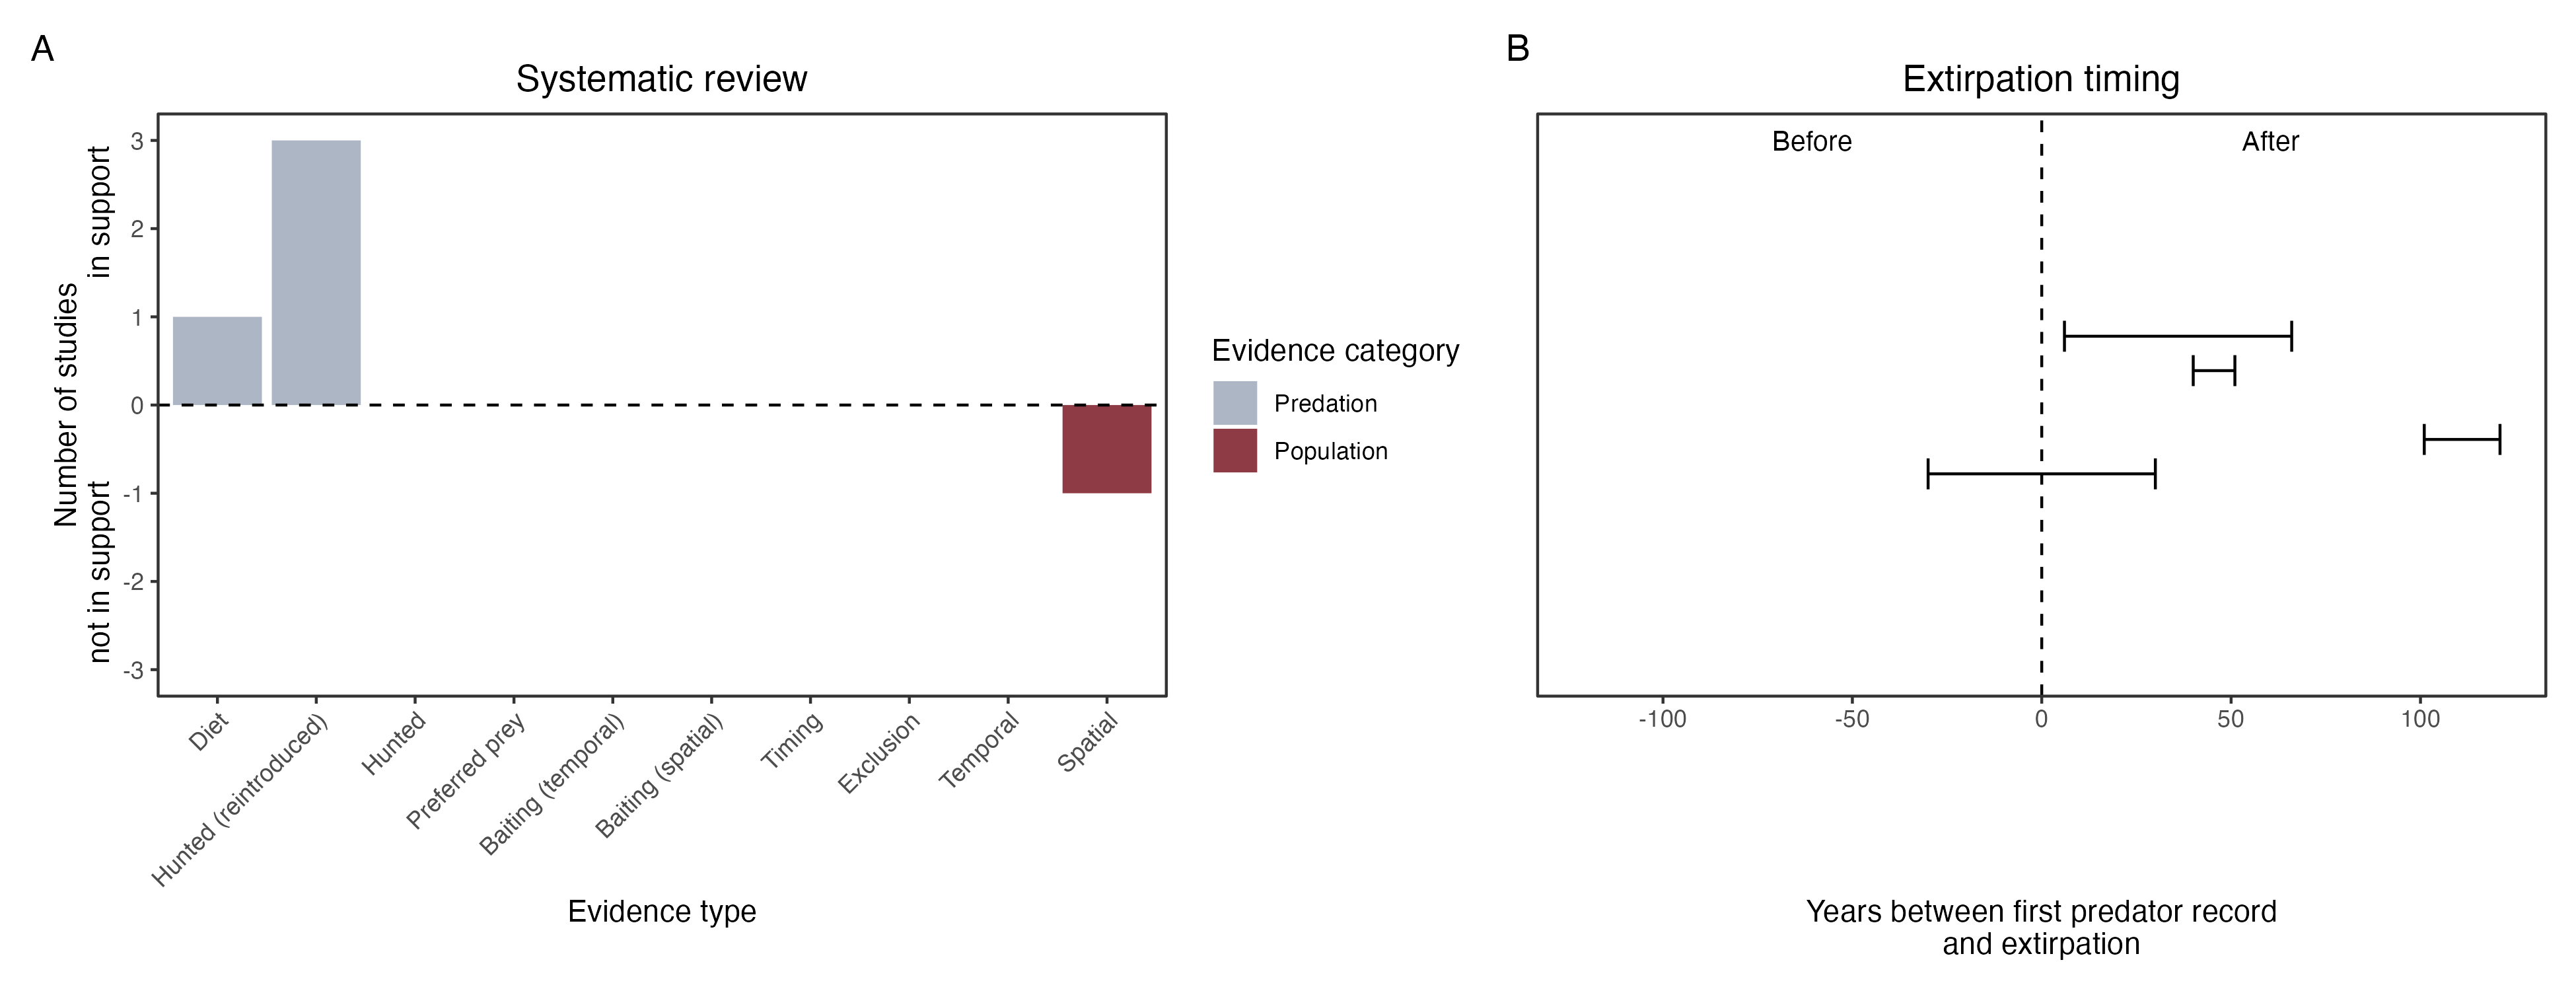 A
Systematic review
Number of studies
in support
not in support
3
2
1
0
-1
-2
-3
Diet
Hunted (reintroduced)
Hunted
Preferred prey
Baiting (temporal)
Baiting (spatial)
Timing
Exclusion
Temporal
Spatial
Evidence type
Evidence category
Predation
Population
B
Extirpation timing
Before
After
-100
-50
0
50
100
Years between first predator record
and extirpation